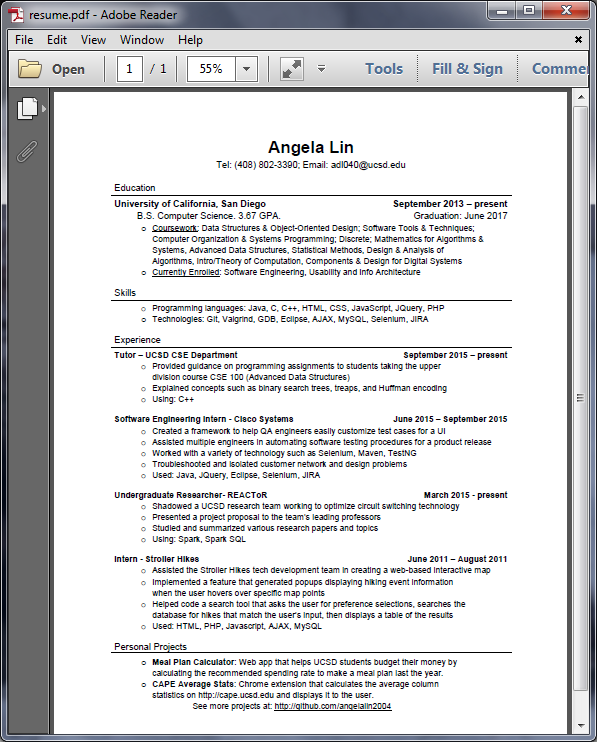 resume.pdf - Adobe Reader
File Edit View Window Help
Open 1 / 1 55% Tools Fill & Sign Comme
Angela Lin
Tel: (408) 802-3390; Email: adl040@ucsd.edu
Education
University of California, San Diego September 2013 – present
B.S. Computer Science. 3.67 GPA. Graduation: June 2017
o Coursework: Data Structures & Object-Oriented Design; Software Tools & Techniques;
Computer Organization & Systems Programming; Discrete; Mathematics for Algorithms &
Systems, Advanced Data Structures, Statistical Methods, Design & Analysis of
Algorithms, Intro/Theory of Computation, Components & Design for Digital Systems
o Currently Enrolled: Software Engineering, Usability and Info Architecture
Skills
o Programming languages: Java, C, C++, HTML, CSS, JavaScript, JQuery, PHP
o Technologies: Git, Valgrind, GDB, Eclipse, AJAX, MySQL, Selenium, JIRA
Experience
Tutor – UCSD CSE Department September 2015 – present
o Provided guidance on programming assignments to students taking the upper
division course CSE 100 (Advanced Data Structures)
o Explained concepts such as binary search trees, treaps, and Huffman encoding
o Using: C++
Software Engineering Intern - Cisco Systems June 2015 – September 2015
o Created a framework to help QA engineers easily customize test cases for a UI
o Assisted multiple engineers in automating software testing procedures for a product release
o Worked with a variety of technology such as Selenium, Maven, TestNG
o Troubleshooted and isolated customer network and design problems
o Used: Java, JQuery, Eclipse, Selenium, JIRA
Undergraduate Researcher- REACToR March 2015 - present
o Shadowed a UCSD research team working to optimize circuit switching technology
o Presented a project proposal to the team's leading professors
o Studied and summarized various research papers and topics
o Using: Spark, Spark SQL
Intern - Stroller Hikes June 2011 – August 2011
o Assisted the Stroller Hikes tech development team in creating a web-based interactive map
o Implemented a feature that generated popups displaying hiking event information
when the user hovers over specific map points
o Helped code a search tool that asks the user for preference selections, searches the
database for hikes that match the user's input, then displays a table of the results
o Used: HTML, PHP, Javascript, AJAX, MySQL
Personal Projects
o Meal Plan Calculator: Web app that helps UCSD students budget their money by
calculating the recommended spending rate to make a meal plan last the year.
o CAPE Average Stats: Chrome extension that calculates the average column
statistics on http://cape.ucsd.edu and displays it to the user.
See more projects at: http://github.com/angelalin2004